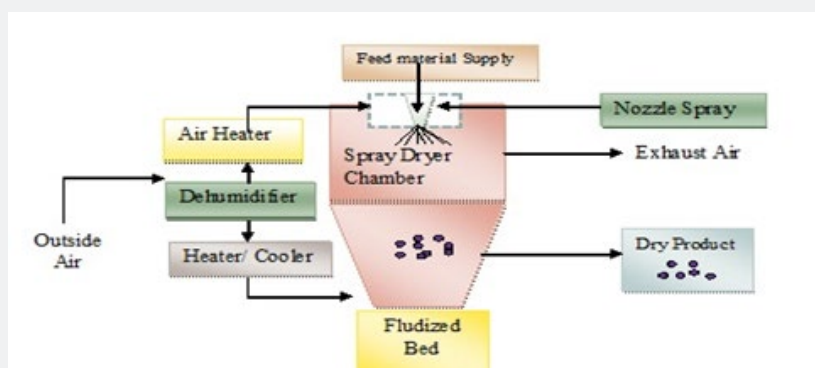 Feed material Supply
Air Heater
Nozzle Spray
Spray Dryer
Chamber
Exhaust Air
Dehumidifier
Outside
Air
Heater/ Cooler
Dry Product
Fludized
Bed